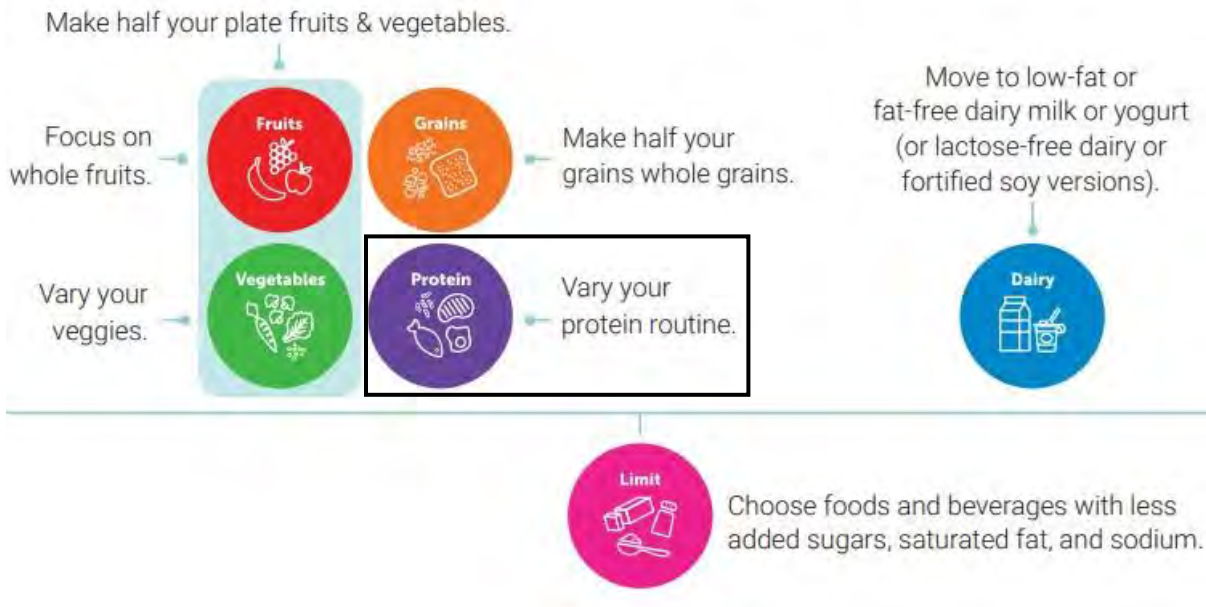 Make half your plate fruits & vegetables.
Focus on
whole fruits.
Fruits
Grains
Make half your
grains whole grains.
Move to low-fat or
fat-free dairy milk or yogurt
(or lactose-free dairy or
fortified soy versions).
Vary your
veggies.
Vegetables
Protein
Vary your
protein routine.
Dairy
Limit
Choose foods and beverages with less
added sugars, saturated fat, and sodium.